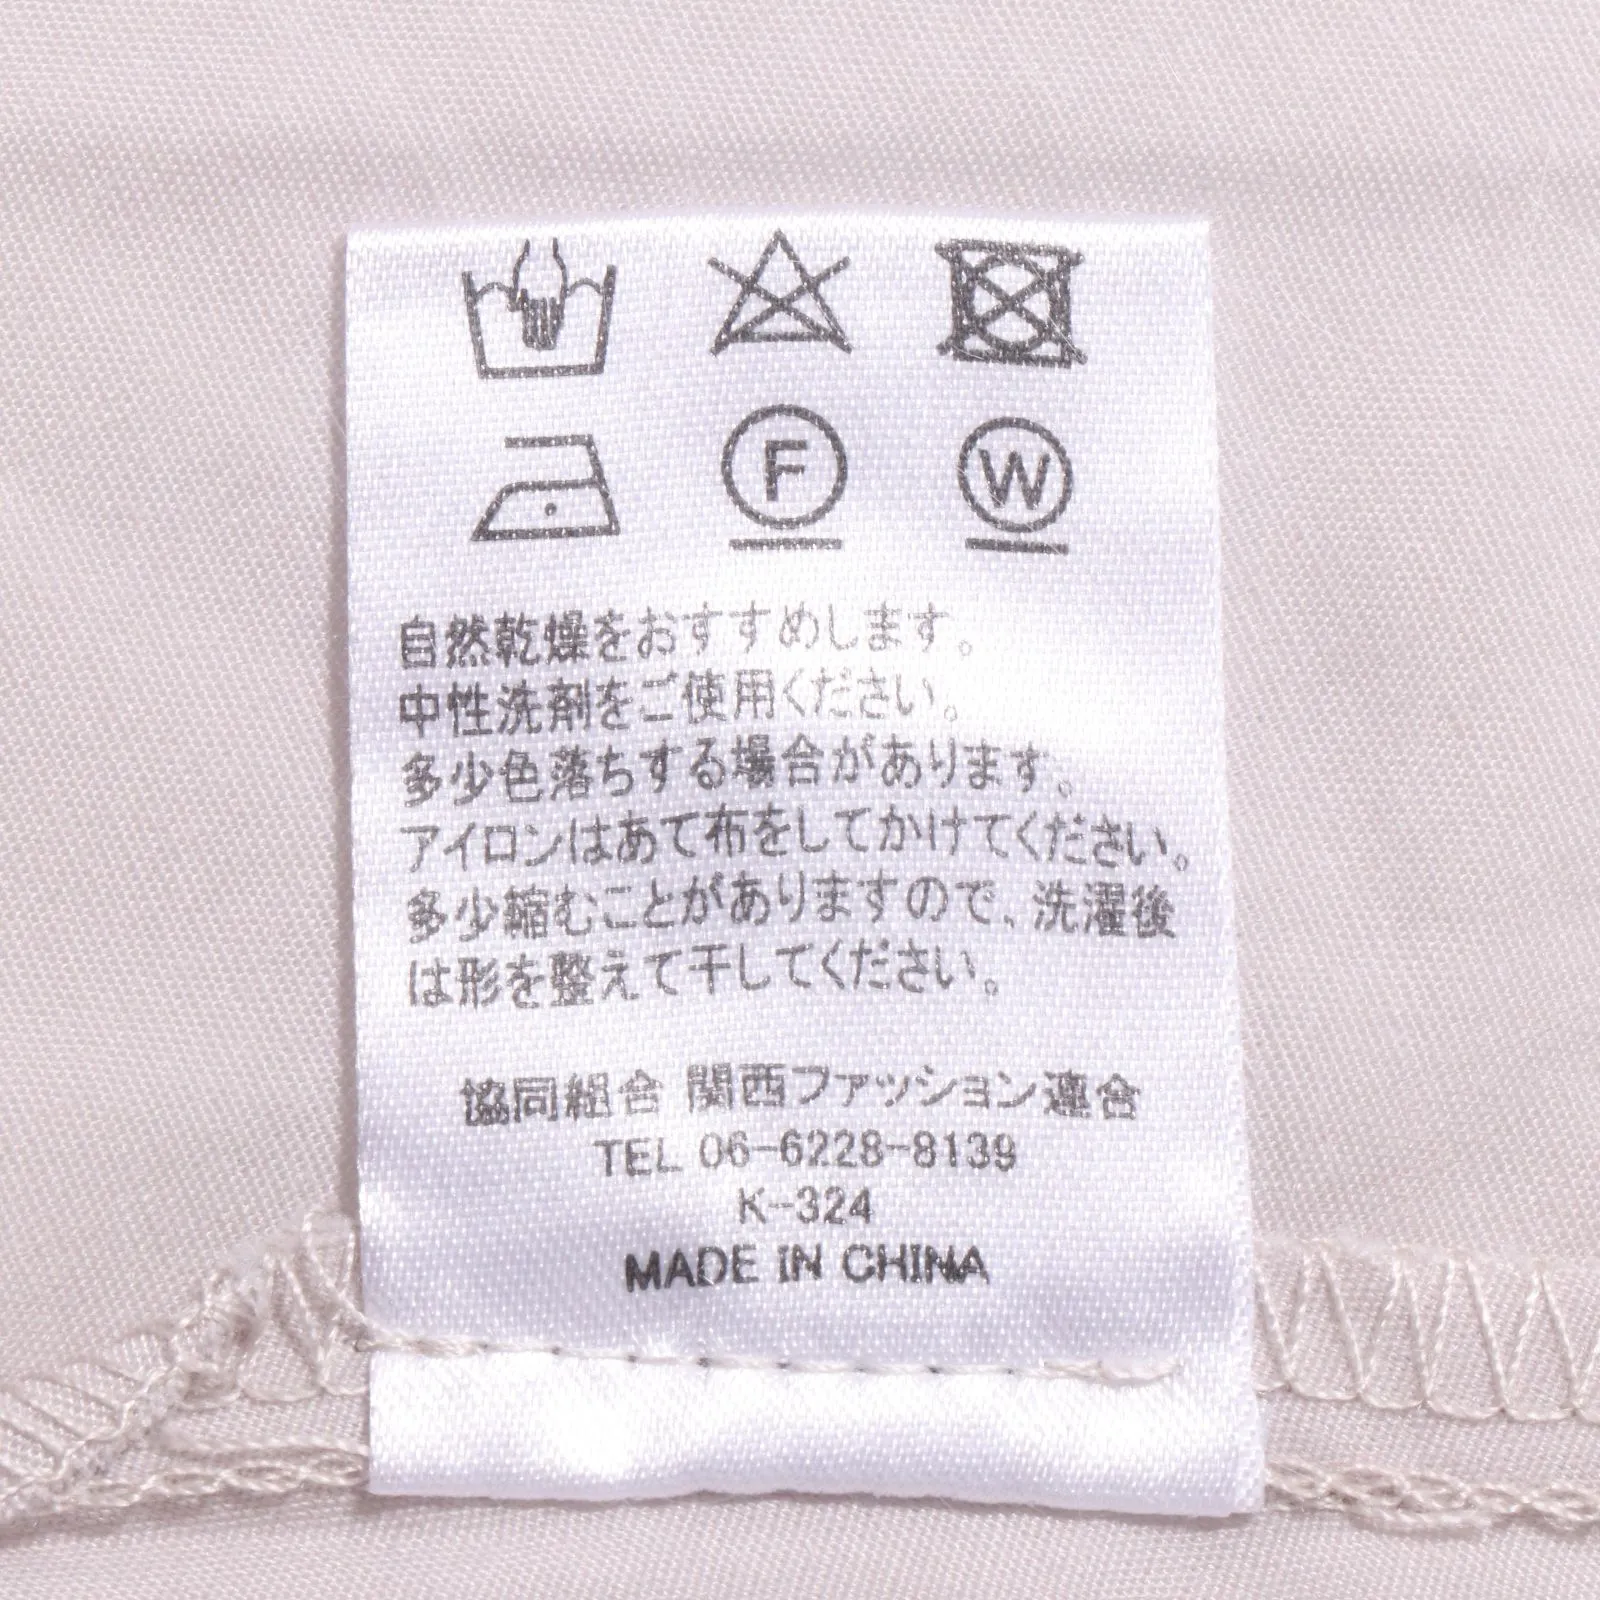 F W
自然乾燥をおすすめします。
中性洗剤をご使用ください。
多少色落ちする場合があります。
アイロンはあて布をしてかけてください。
多少縮むことがありますので、洗濯後
は形を整えて干してください。
協同組合 関西ファッション連合
TEL 06-6228-8139
K-324
MADE IN CHINA